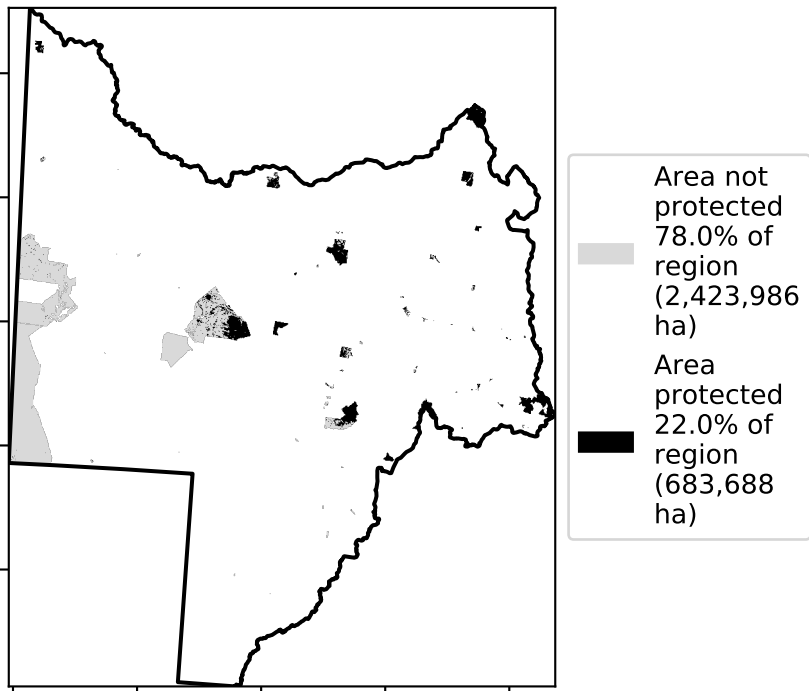 Area not
protected
78.0% of
region
(2,423,986
ha)
Area
protected
22.0% of
region
(683,688
ha)